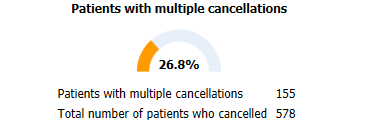 Patients with multiple cancellations
26.8%
Patients with multiple cancellations 155
Total number of patients who cancelled 578